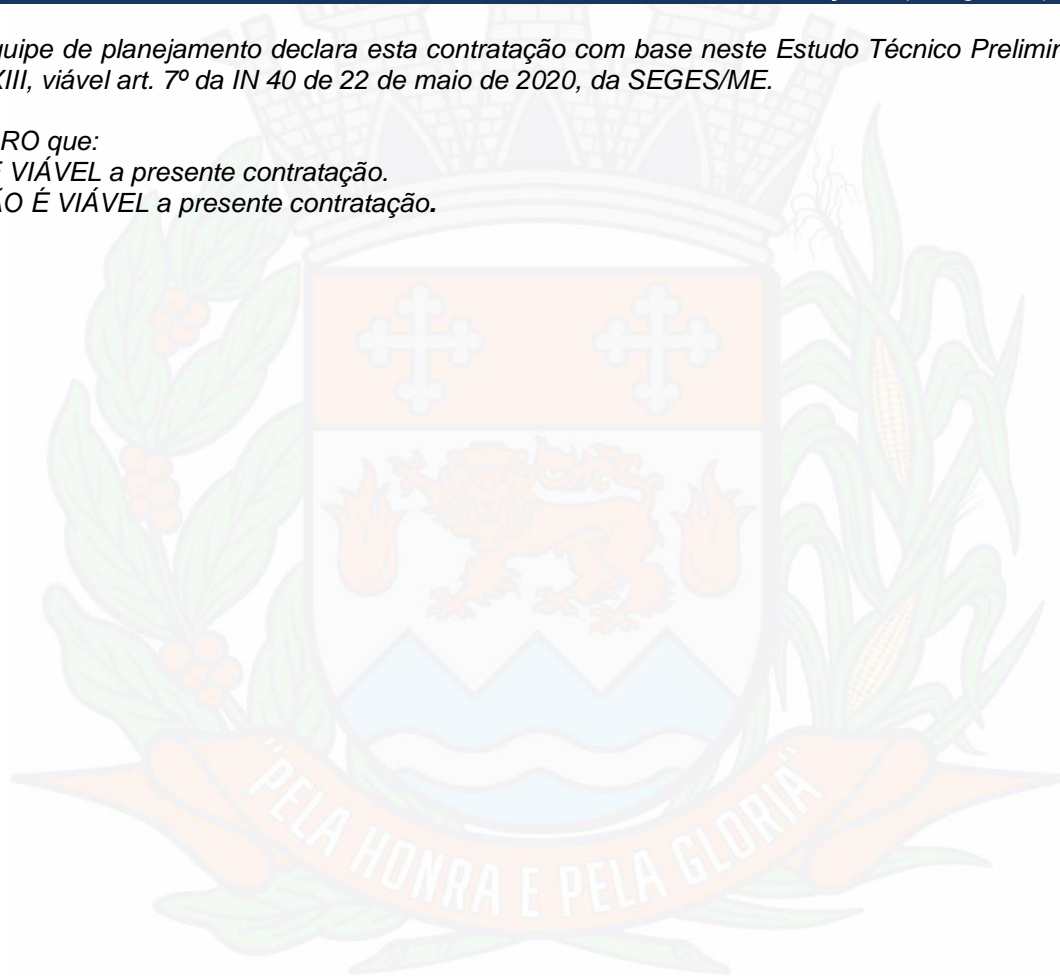 quipe de planejamento declara esta contratação com base neste Estudo Técnico Prelimin
XIII, viável art. 7º da IN 40 de 22 de maio de 2020, da SEGES/ME.
RO que:
É VIÁVEL a presente contratação.
ÃO É VIÁVEL a presente contratação.
"PELA HONRA E PELA GLORIA"